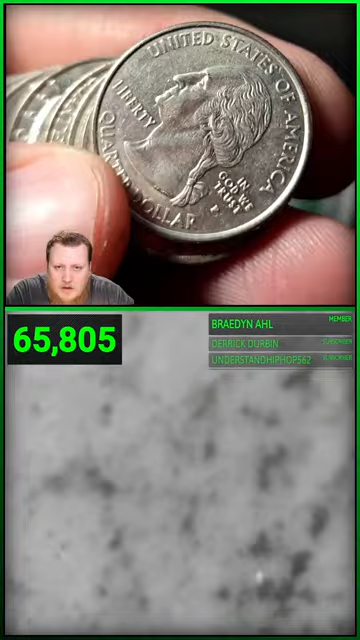 UNITED STATES OF AMERICA
LIBERTY
IN
GOD WE
TRUST
P
QUARTER DOLLAR
65,805
BRAEDYN AHL
MEMBER
DERRICK DURBIN
SUBSCRIBER
UNDERSTANDHIPHOP562
SUBSCRIBER